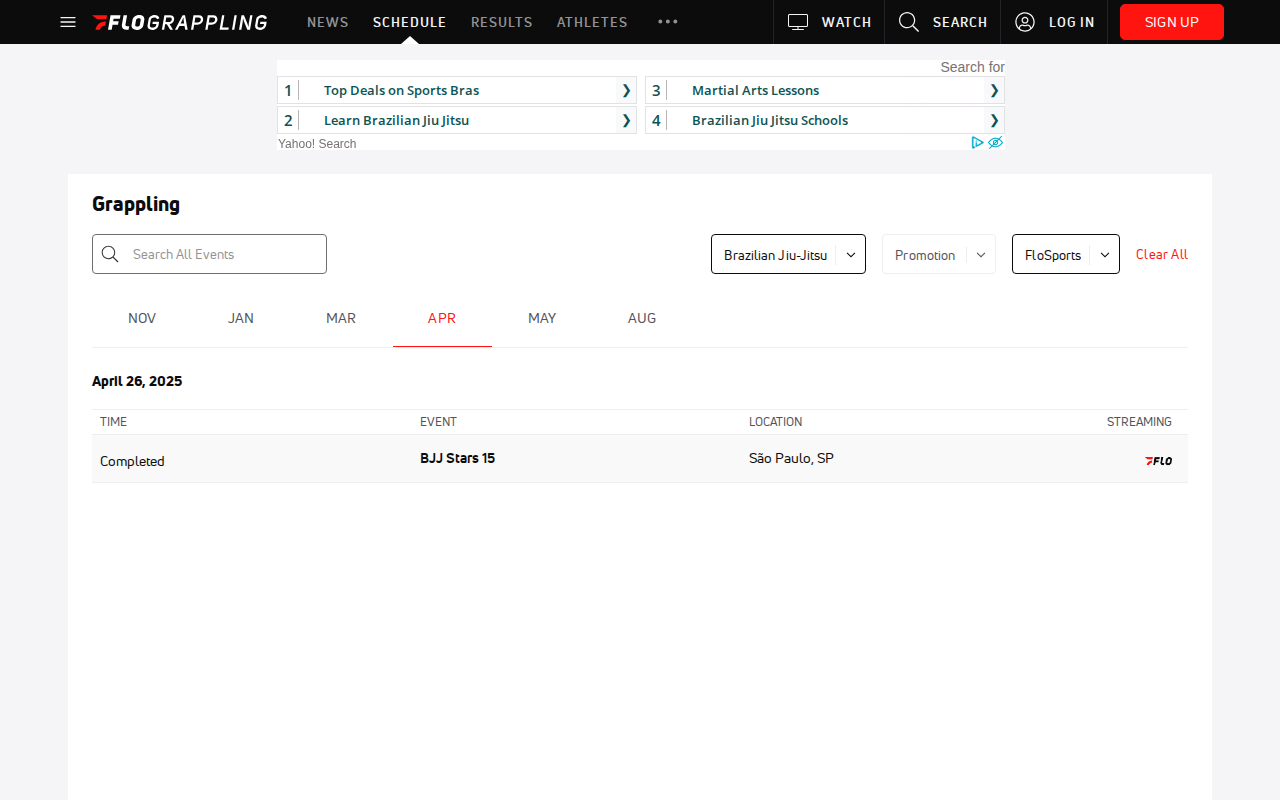 FLOGRAPPLING NEWS SCHEDULE RESULTS ATHLETES ••• WATCH SEARCH LOG IN SIGN UP
Search for
1 Top Deals on Sports Bras ❯ 3 Martial Arts Lessons ❯
2 Learn Brazilian Jiu Jitsu ❯ 4 Brazilian Jiu Jitsu Schools ❯
Yahoo! Search
Grappling
Search All Events Brazilian Jiu-Jitsu Promotion FloSports Clear All
NOV JAN MAR APR MAY AUG
April 26, 2025
TIME EVENT LOCATION STREAMING
Completed BJJ Stars 15 São Paulo, SP FLO